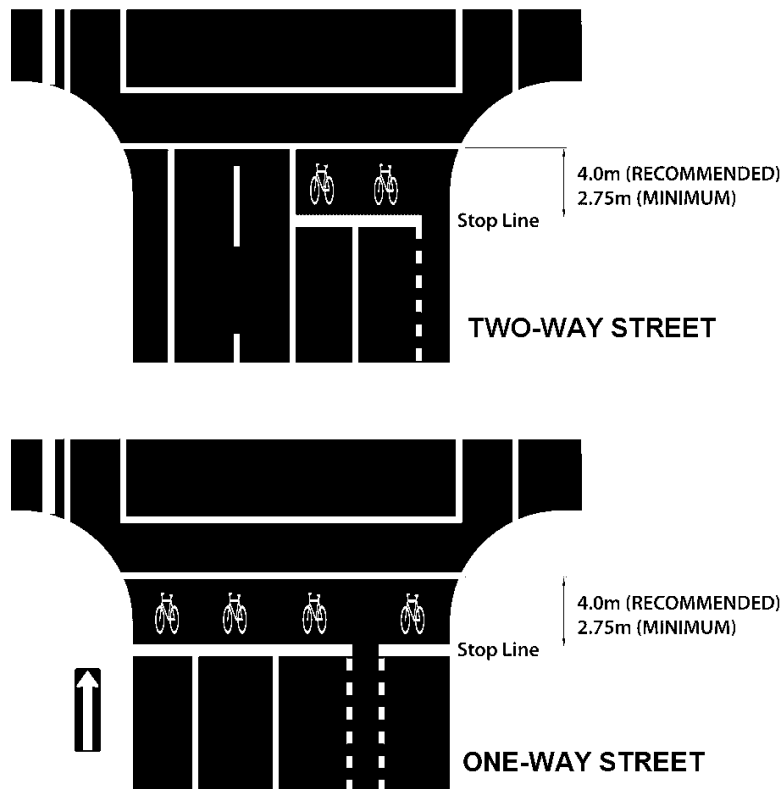 4.0m (RECOMMENDED)
2.75m (MINIMUM)
Stop Line
TWO-WAY STREET
4.0m (RECOMMENDED)
2.75m (MINIMUM)
Stop Line
ONE-WAY STREET